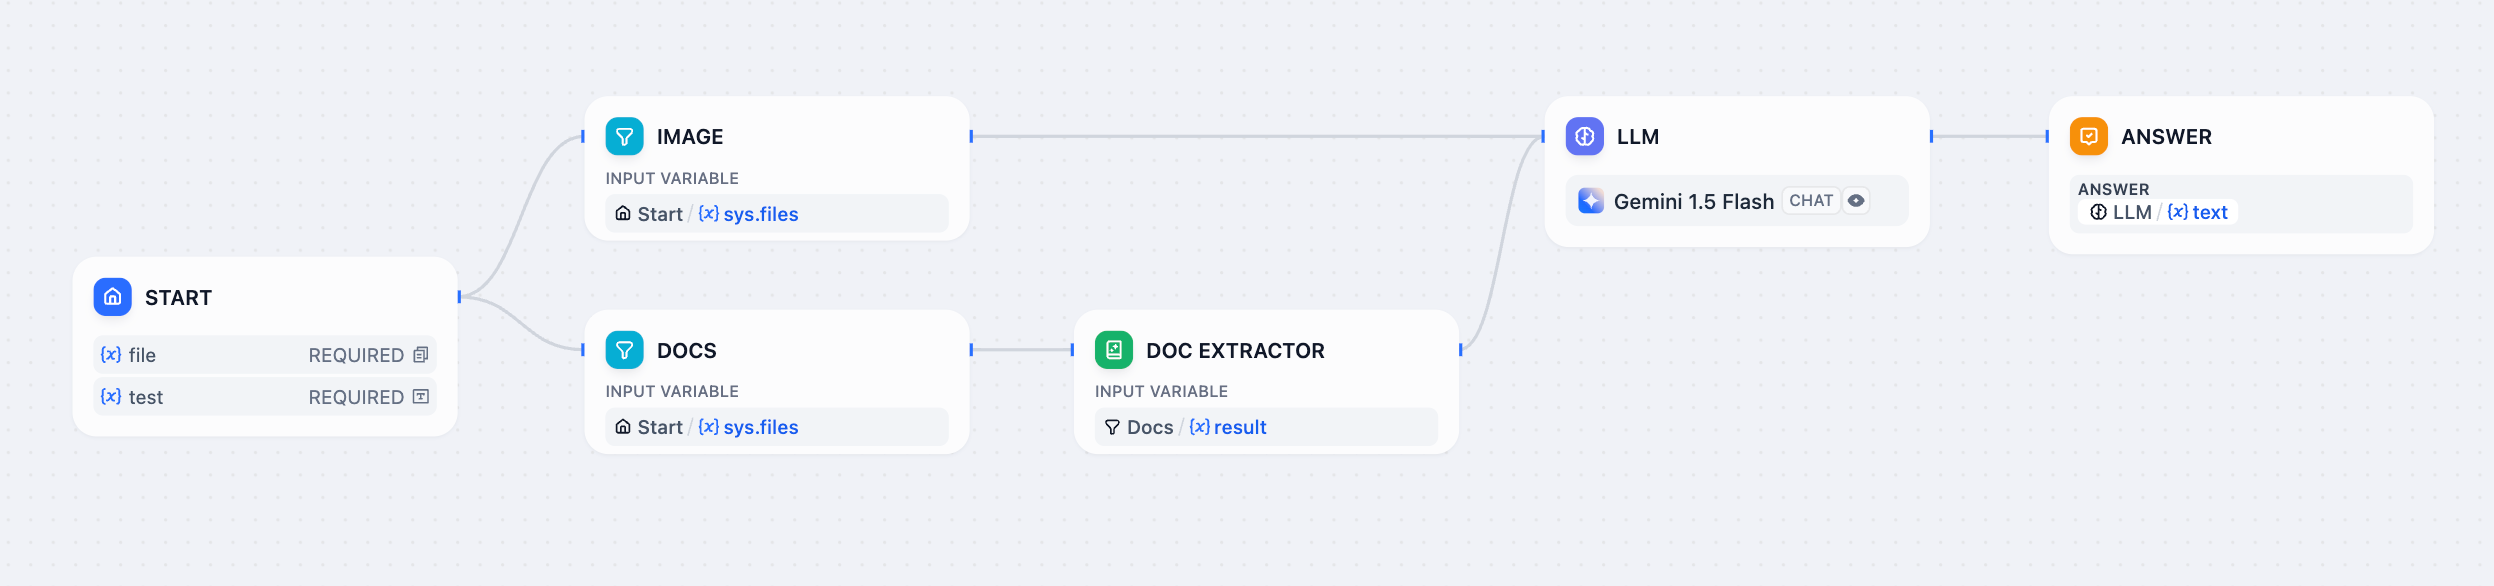 START
{x} file REQUIRED
{x} test REQUIRED
IMAGE
INPUT VARIABLE
Start / {x} sys.files
DOCS
INPUT VARIABLE
Start / {x} sys.files
DOC EXTRACTOR
INPUT VARIABLE
Docs / {x} result
LLM
Gemini 1.5 Flash CHAT
ANSWER
ANSWER
LLM / {x} text